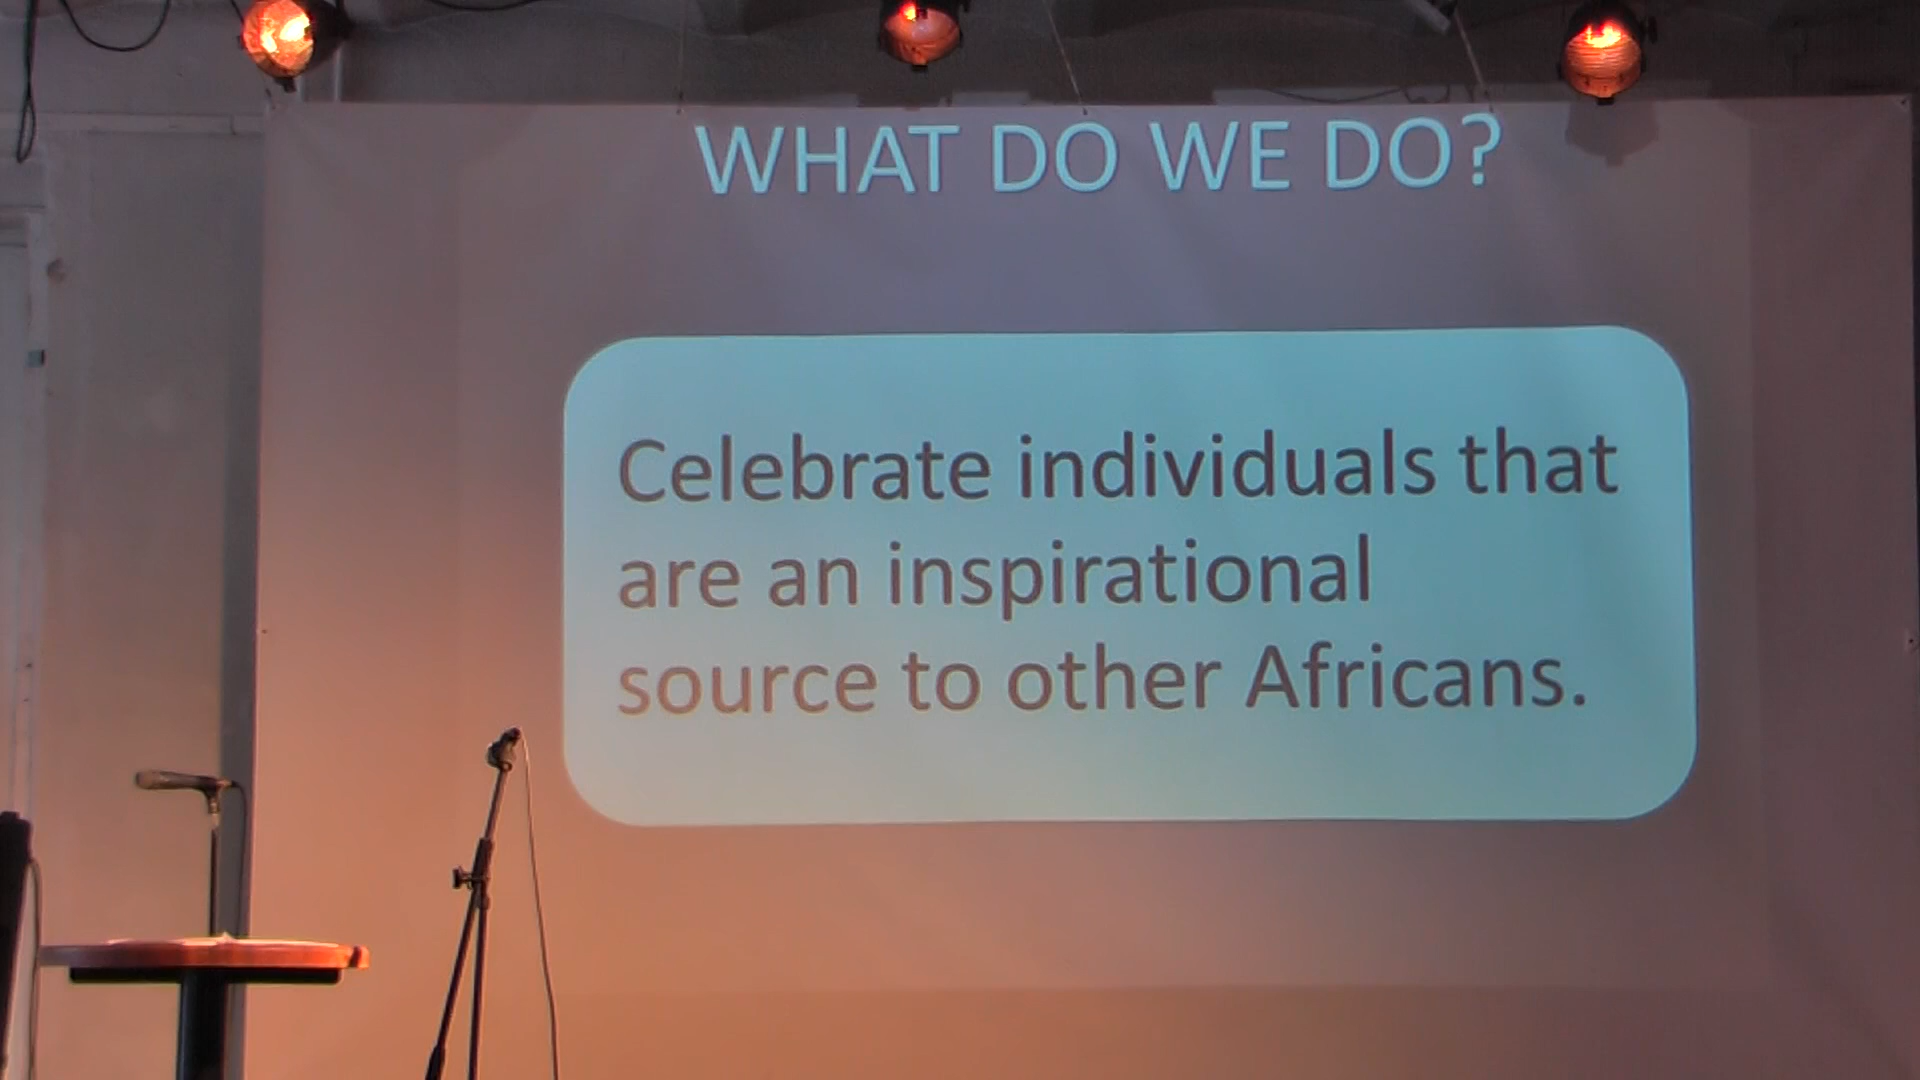 WHAT DO WE DO?
Celebrate individuals that
are an inspirational
source to other Africans.